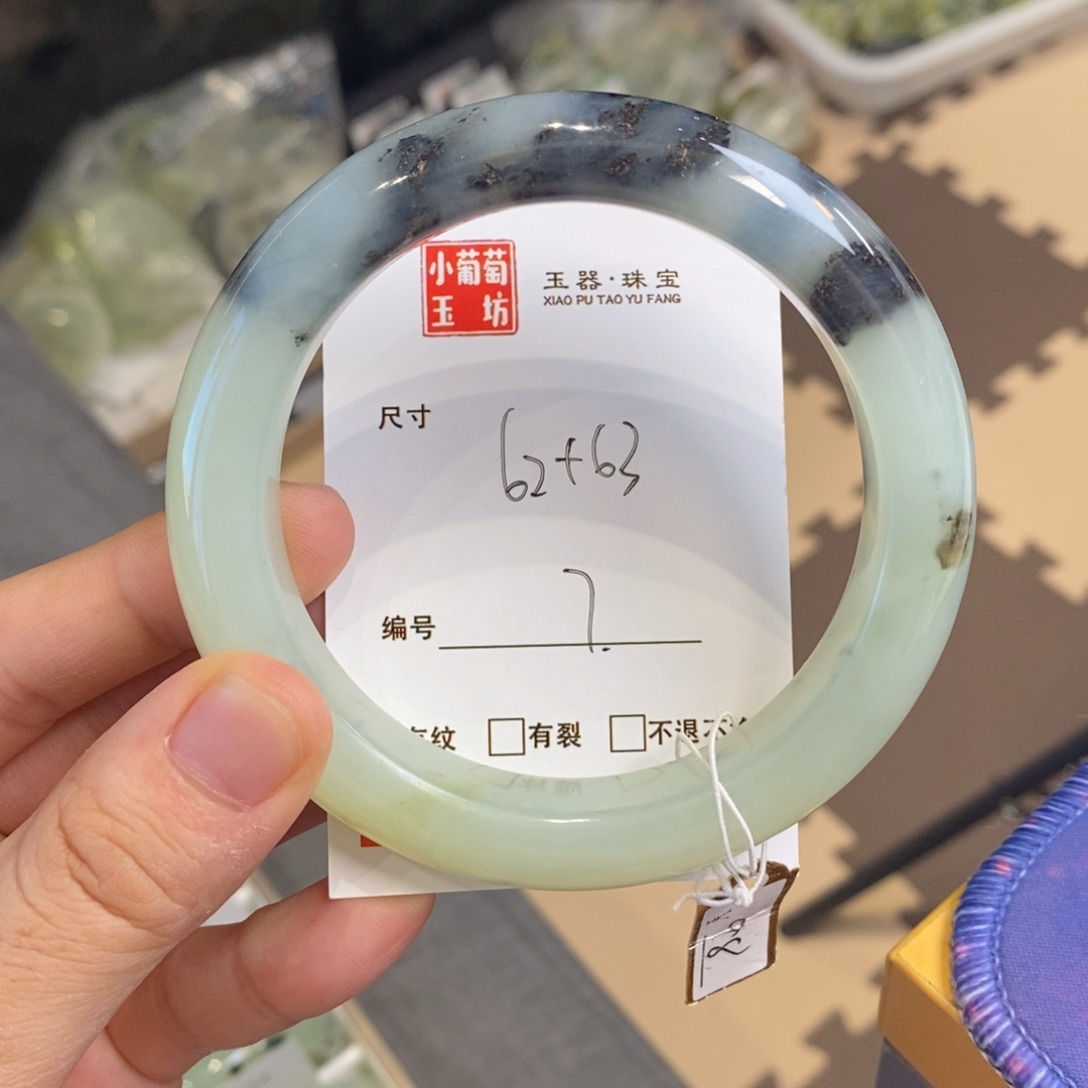 小葡萄
玉坊
玉器·珠宝
XIAO PU TAO YU FANG
尺寸
62+63
编号
7.
纹 有裂 不退不